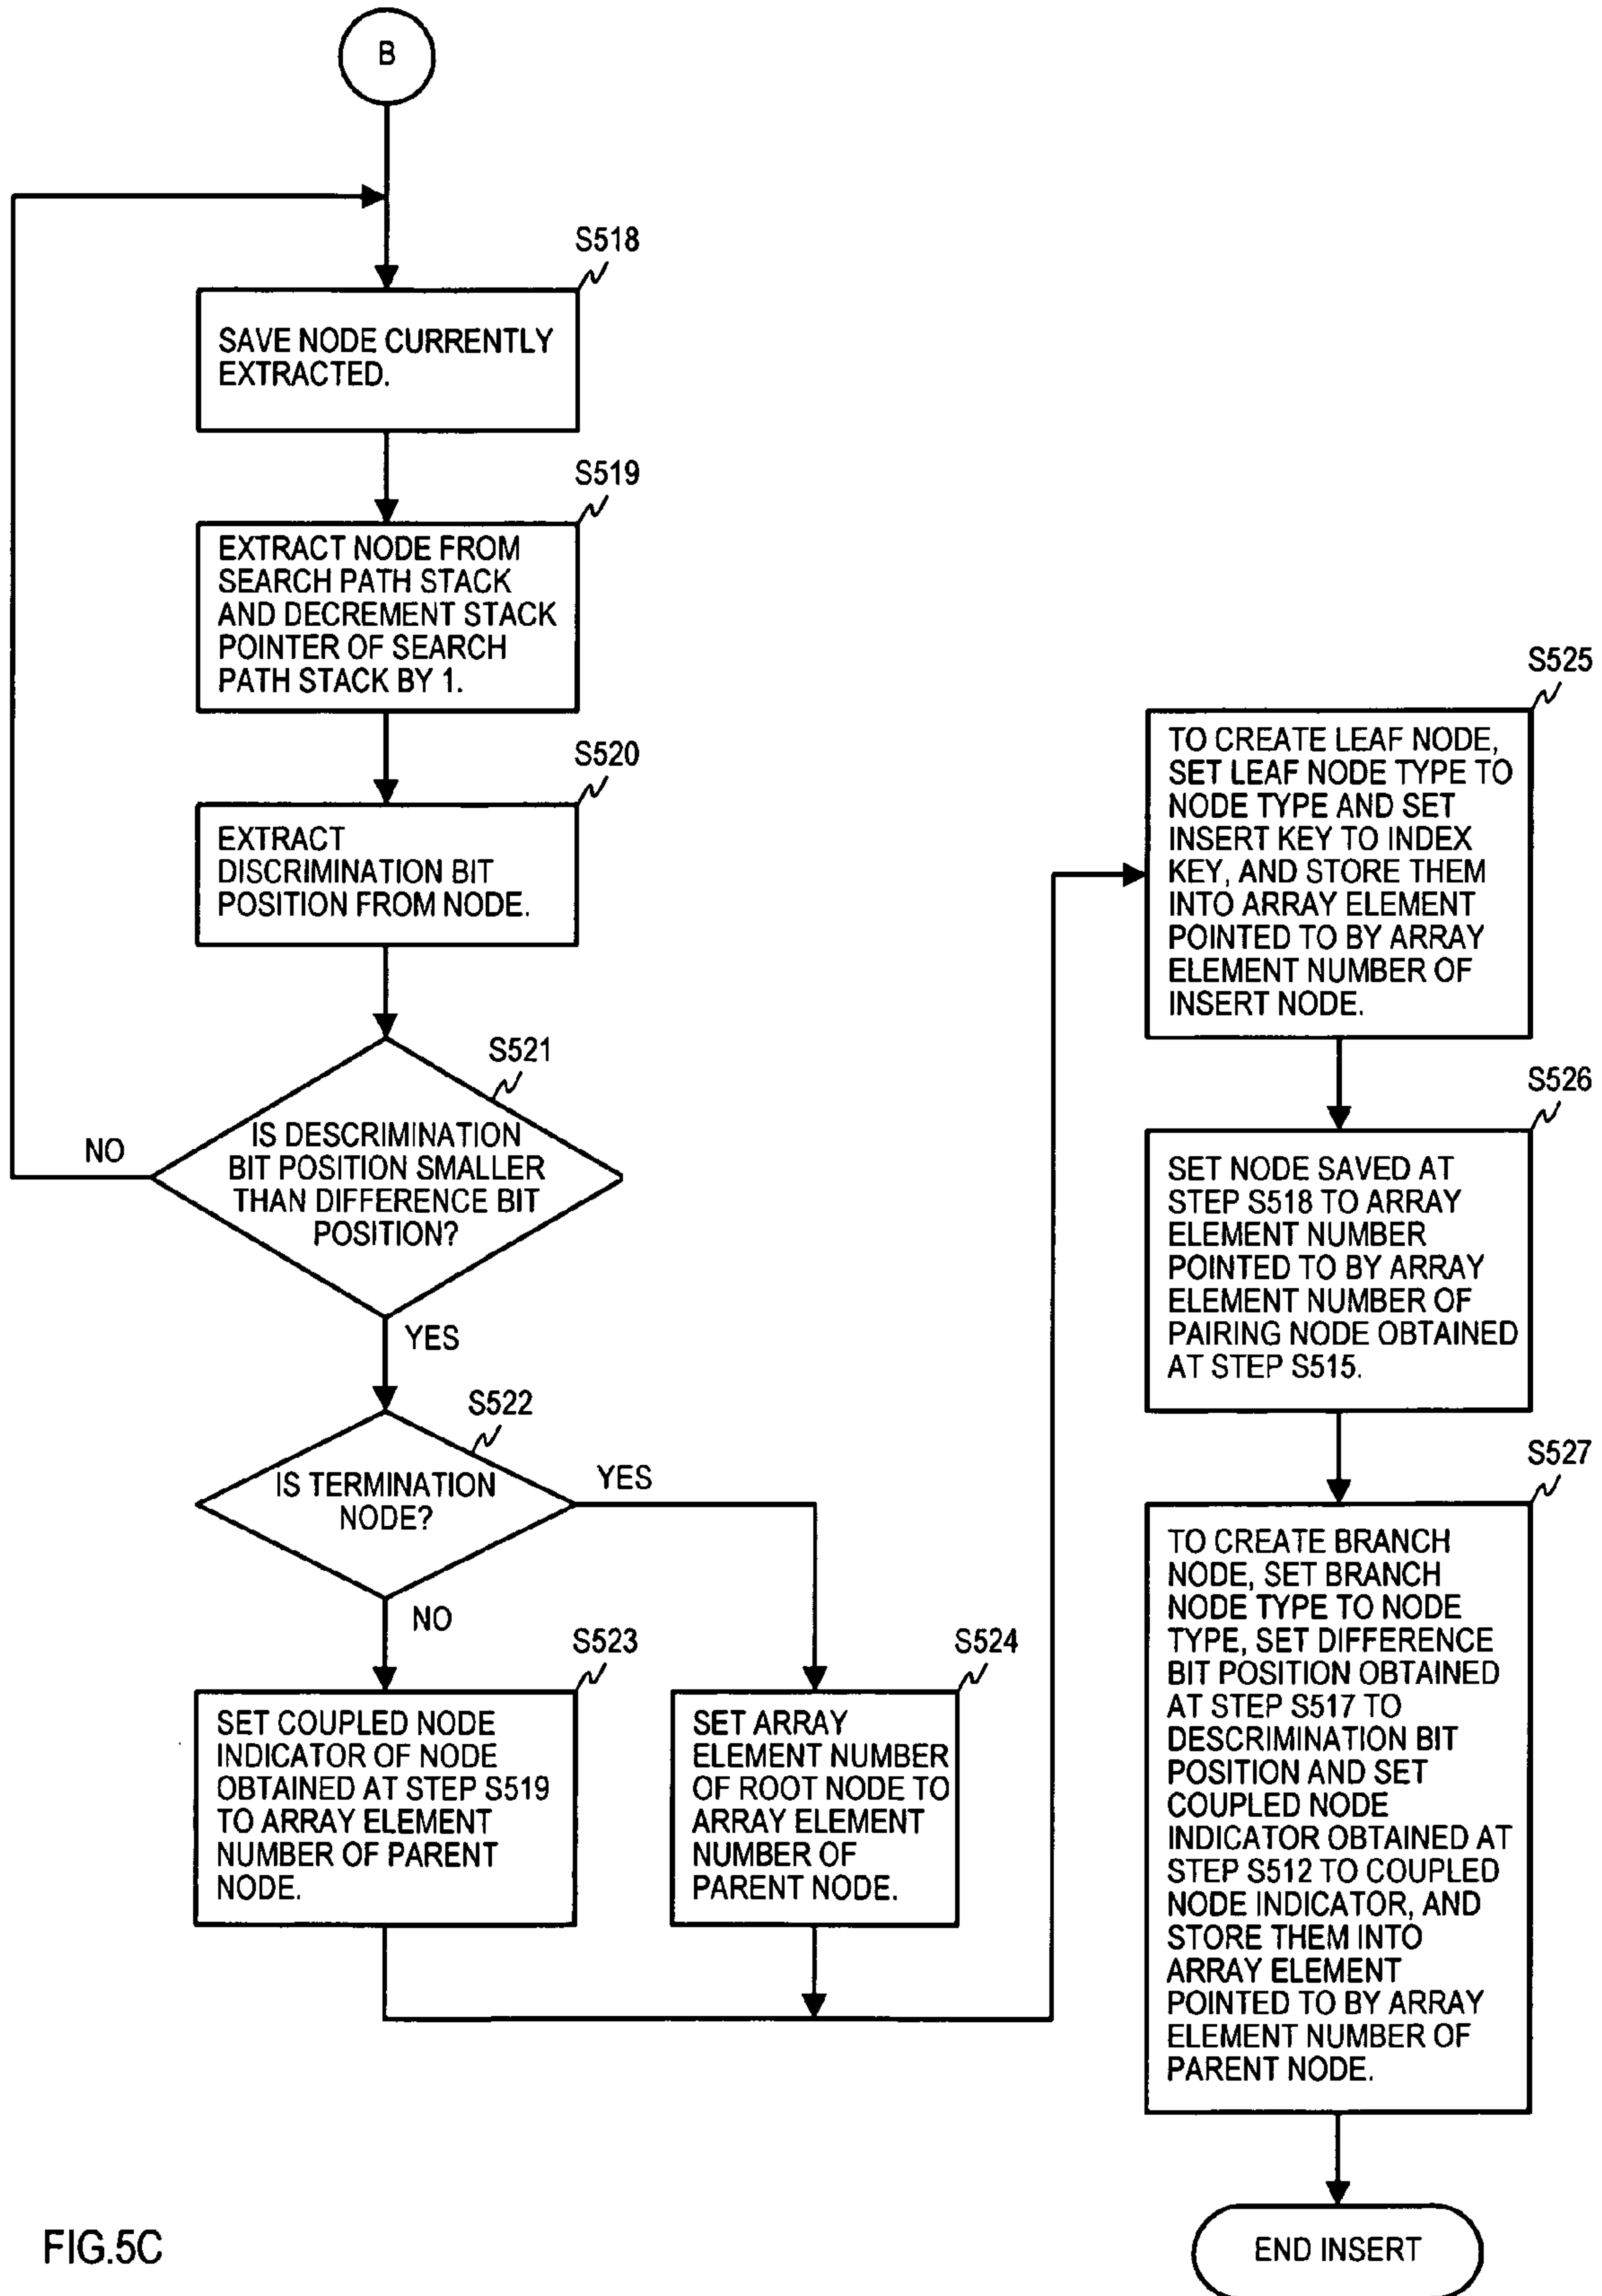 B
S518
SAVE NODE CURRENTLY
EXTRACTED.
S519
EXTRACT NODE FROM
SEARCH PATH STACK
AND DECREMENT STACK
POINTER OF SEARCH
PATH STACK BY 1.
S520
EXTRACT
DISCRIMINATION BIT
POSITION FROM NODE.
S521
IS DESCRIMINATION
BIT POSITION SMALLER
THAN DIFFERENCE BIT
POSITION?
NO
YES
S522
IS TERMINATION
NODE?
YES
NO
S523
SET COUPLED NODE
INDICATOR OF NODE
OBTAINED AT STEP S519
TO ARRAY ELEMENT
NUMBER OF PARENT
NODE.
S524
SET ARRAY
ELEMENT NUMBER
OF ROOT NODE TO
ARRAY ELEMENT
NUMBER OF
PARENT NODE.
S525
TO CREATE LEAF NODE,
SET LEAF NODE TYPE TO
NODE TYPE AND SET
INSERT KEY TO INDEX
KEY, AND STORE THEM
INTO ARRAY ELEMENT
POINTED TO BY ARRAY
ELEMENT NUMBER OF
INSERT NODE.
S526
SET NODE SAVED AT
STEP S518 TO ARRAY
ELEMENT NUMBER
POINTED TO BY ARRAY
ELEMENT NUMBER OF
PAIRING NODE OBTAINED
AT STEP S515.
S527
TO CREATE BRANCH
NODE, SET BRANCH
NODE TYPE TO NODE
TYPE, SET DIFFERENCE
BIT POSITION OBTAINED
AT STEP S517 TO
DESCRIMINATION BIT
POSITION AND SET
COUPLED NODE
INDICATOR OBTAINED AT
STEP S512 TO COUPLED
NODE INDICATOR, AND
STORE THEM INTO
ARRAY ELEMENT
POINTED TO BY ARRAY
ELEMENT NUMBER OF
PARENT NODE.
END INSERT
FIG.5C